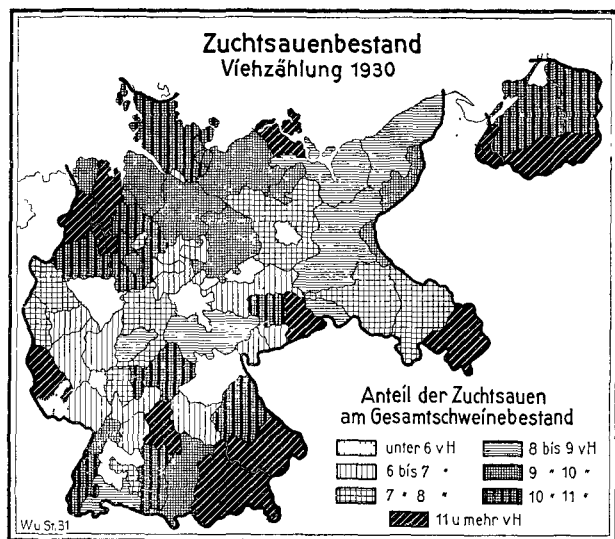 Zuchtsauenbestand
Viehzählung 1930
Anteil der Zuchtsauen
am Gesamtschweinebestand
unter 6 vH
6 bis 7 "
7 " 8 "
8 bis 9 vH
9 " 10 "
10 " 11 "
11 u mehr vH
W u St. 31